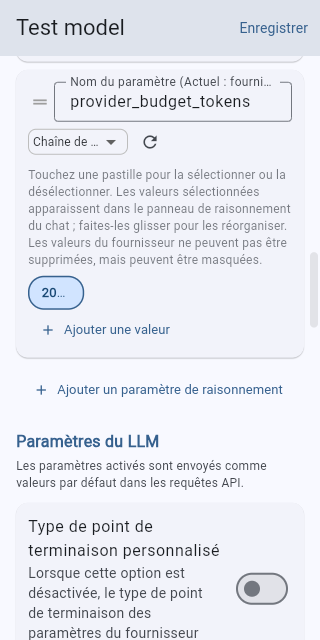 Test model
Enregistrer
Nom du paramètre (Actuel : fourni…
provider_budget_tokens
Chaîne de …
Touchez une pastille pour la sélectionner ou la
désélectionner. Les valeurs sélectionnées
apparaissent dans le panneau de raisonnement
du chat ; faites-les glisser pour les réorganiser.
Les valeurs du fournisseur ne peuvent pas être
supprimées, mais peuvent être masquées.
20…
Ajouter une valeur
Ajouter un paramètre de raisonnement
Paramètres du LLM
Les paramètres activés sont envoyés comme
valeurs par défaut dans les requêtes API.
Type de point de
terminaison personnalisé
Lorsque cette option est
désactivée, le type de point
de terminaison des
paramètres du fournisseur